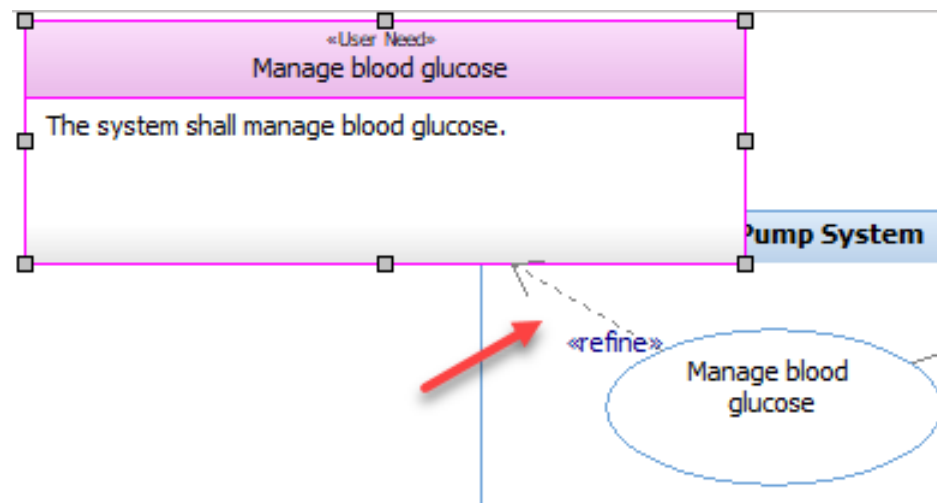 «User Need»
Manage blood glucose
The system shall manage blood glucose.
Pump System
«refine»
Manage blood
glucose